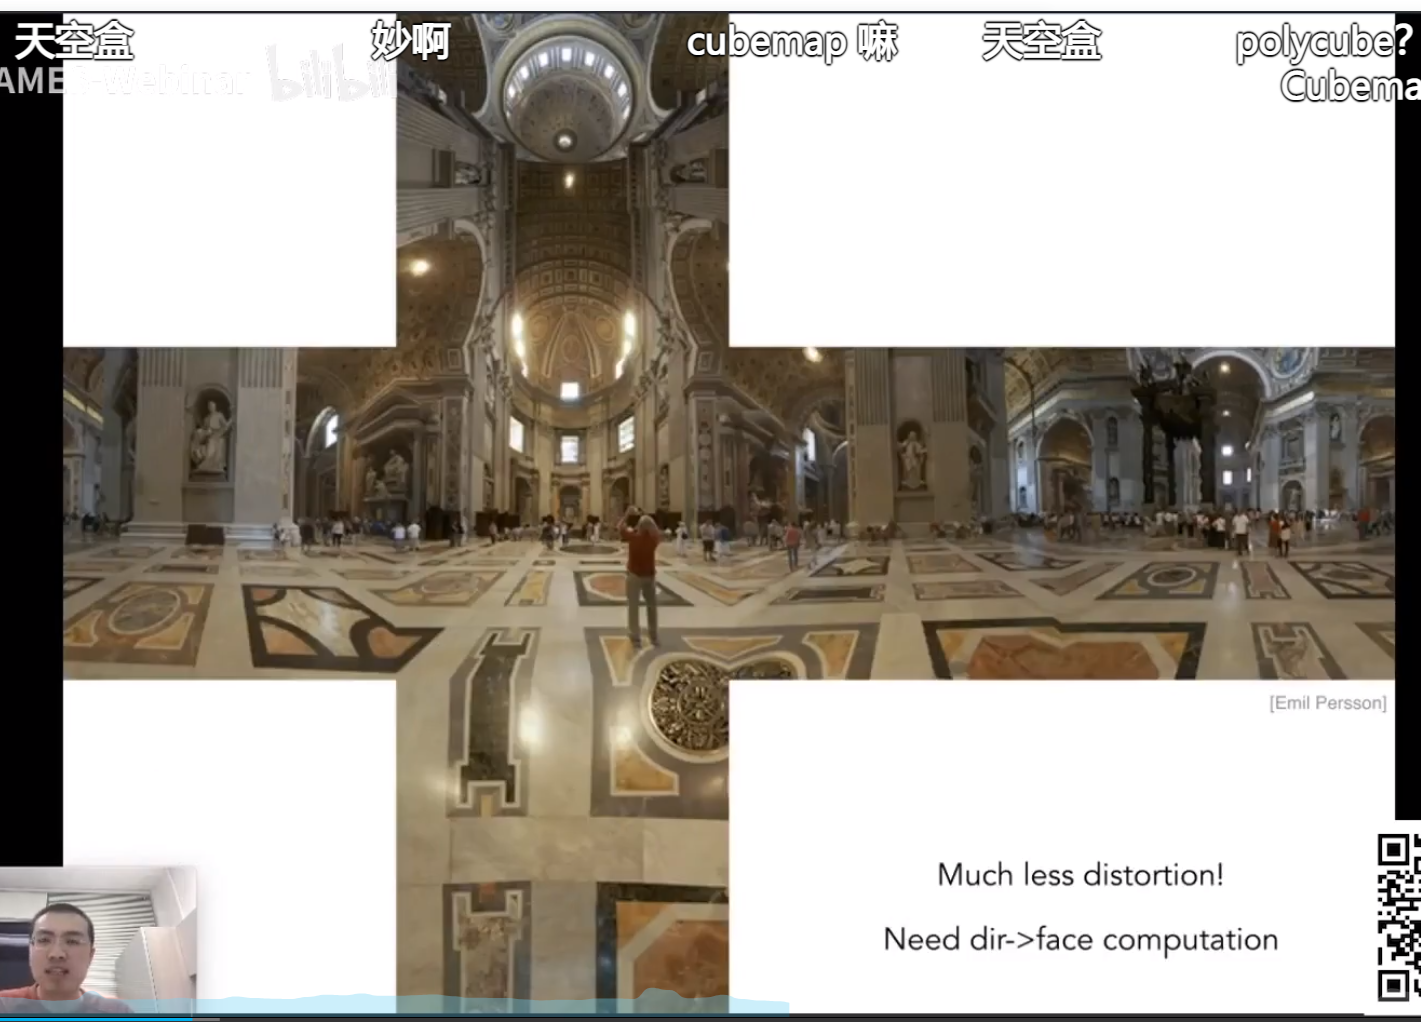 天空盒
妙啊
cubemap 嘛
天空盒
polycube?
AMES-Webinar
bilibili
Cubema
[Emil Persson]
Much less distortion!
Need dir->face computation